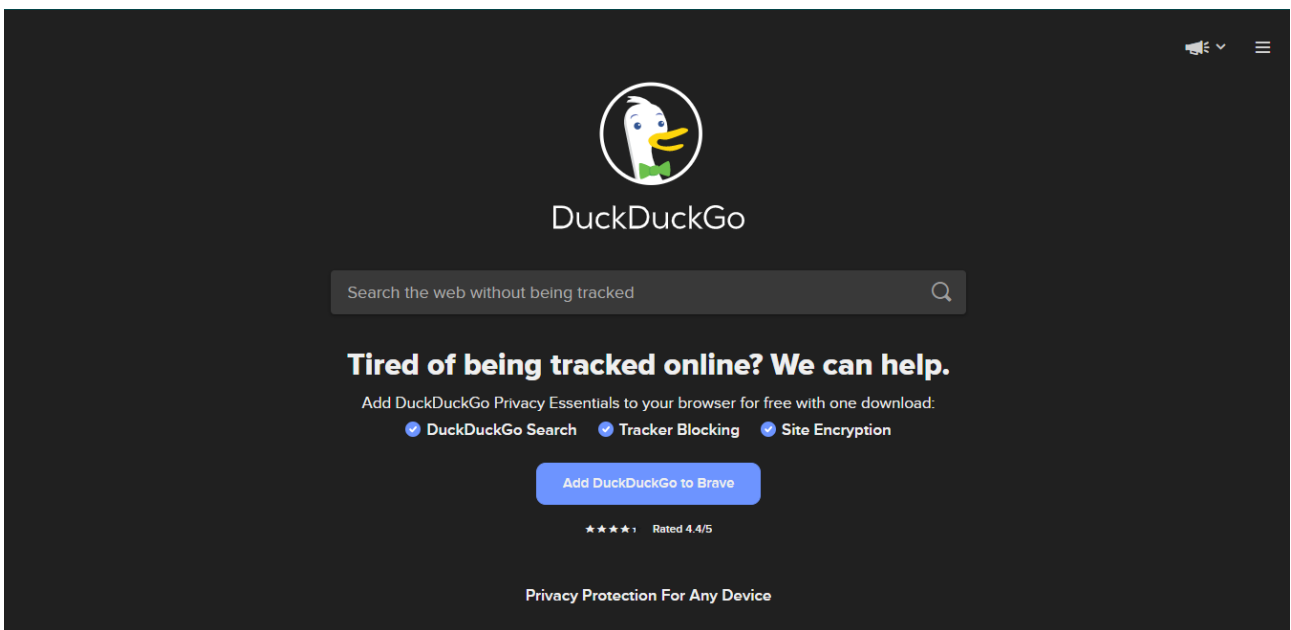 DuckDuckGo
Search the web without being tracked
Tired of being tracked online? We can help.
Add DuckDuckGo Privacy Essentials to your browser for free with one download:
DuckDuckGo Search Tracker Blocking Site Encryption
Add DuckDuckGo to Brave
Rated 4.4/5
Privacy Protection For Any Device